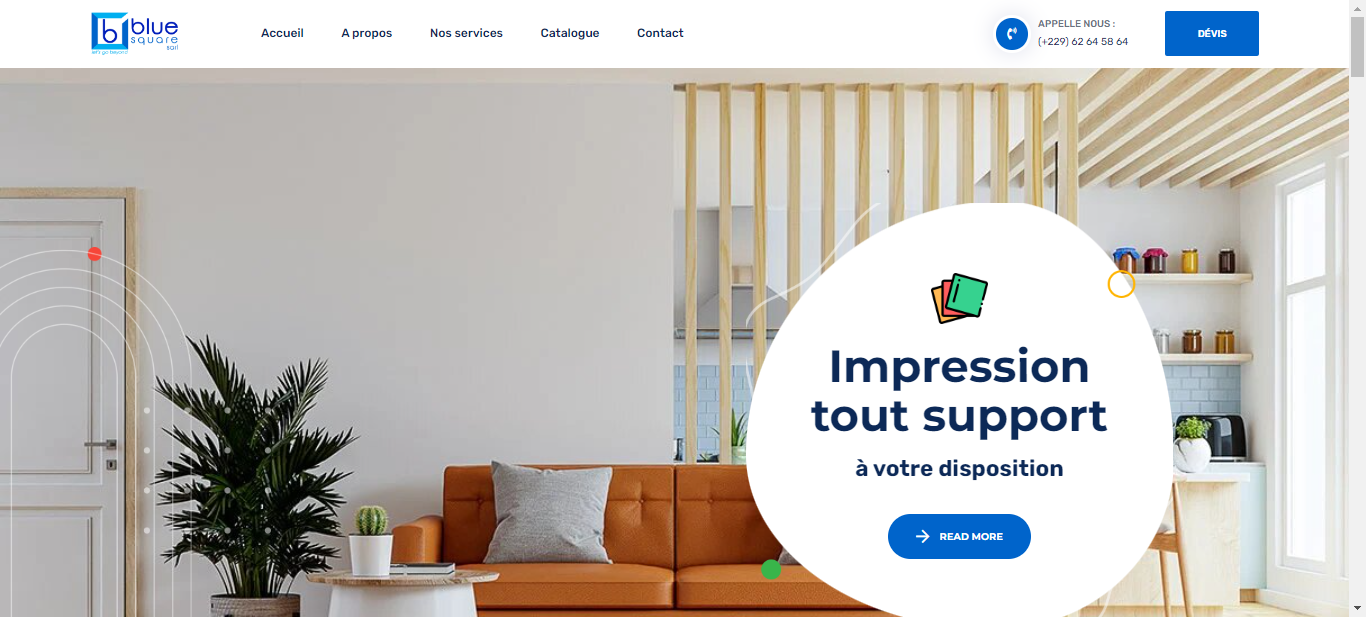 b blue
square
sarl
let's go beyond
Accueil
A propos
Nos services
Catalogue
Contact
APPELLE NOUS :
(+229) 62 64 58 64
DÉVIS
Impression
tout support
à votre disposition
READ MORE